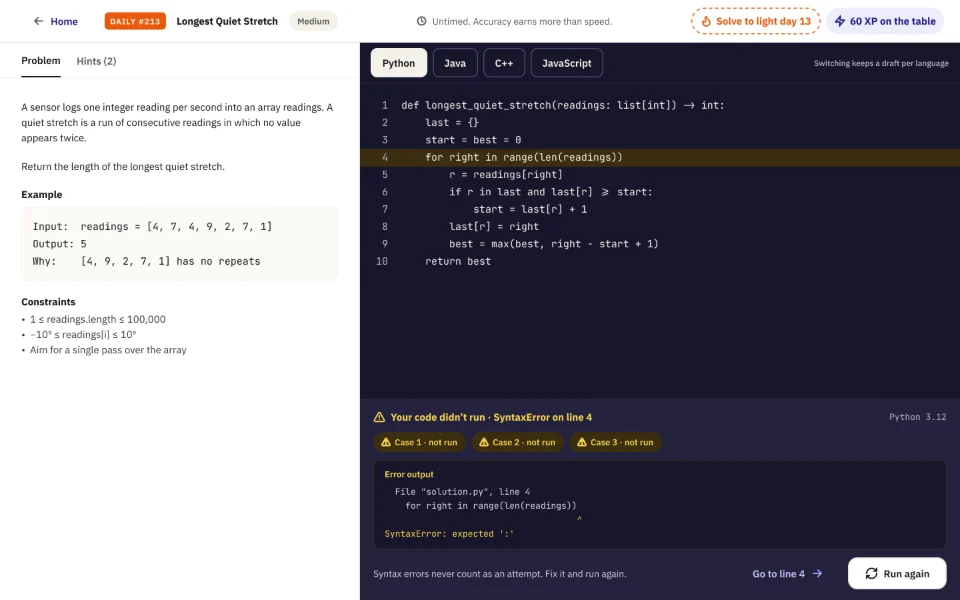 Home
DAILY #213
Longest Quiet Stretch
Medium
Untimed. Accuracy earns more than speed.
Solve to light day 13
60 XP on the table
Problem
Hints (2)
A sensor logs one integer reading per second into an array readings. A
quiet stretch is a run of consecutive readings in which no value
appears twice.
Return the length of the longest quiet stretch.
Example
Input:  readings = [4, 7, 4, 9, 2, 7, 1]
Output: 5
Why:    [4, 9, 2, 7, 1] has no repeats
Constraints
• 1 ≤ readings.length ≤ 100,000
• −10⁹ ≤ readings[i] ≤ 10⁹
• Aim for a single pass over the array
Python
Java
C++
JavaScript
Switching keeps a draft per language
1 def longest_quiet_stretch(readings: list[int]) -> int:
2     last = {}
3     start = best = 0
4     for right in range(len(readings))
5         r = readings[right]
6         if r in last and last[r] >= start:
7             start = last[r] + 1
8         last[r] = right
9         best = max(best, right - start + 1)
10     return best
Your code didn't run · SyntaxError on line 4
Python 3.12
Case 1 · not run
Case 2 · not run
Case 3 · not run
Error output
File "solution.py", line 4
for right in range(len(readings))
^
SyntaxError: expected ':'
Syntax errors never count as an attempt. Fix it and run again.
Go to line 4 →
Run again